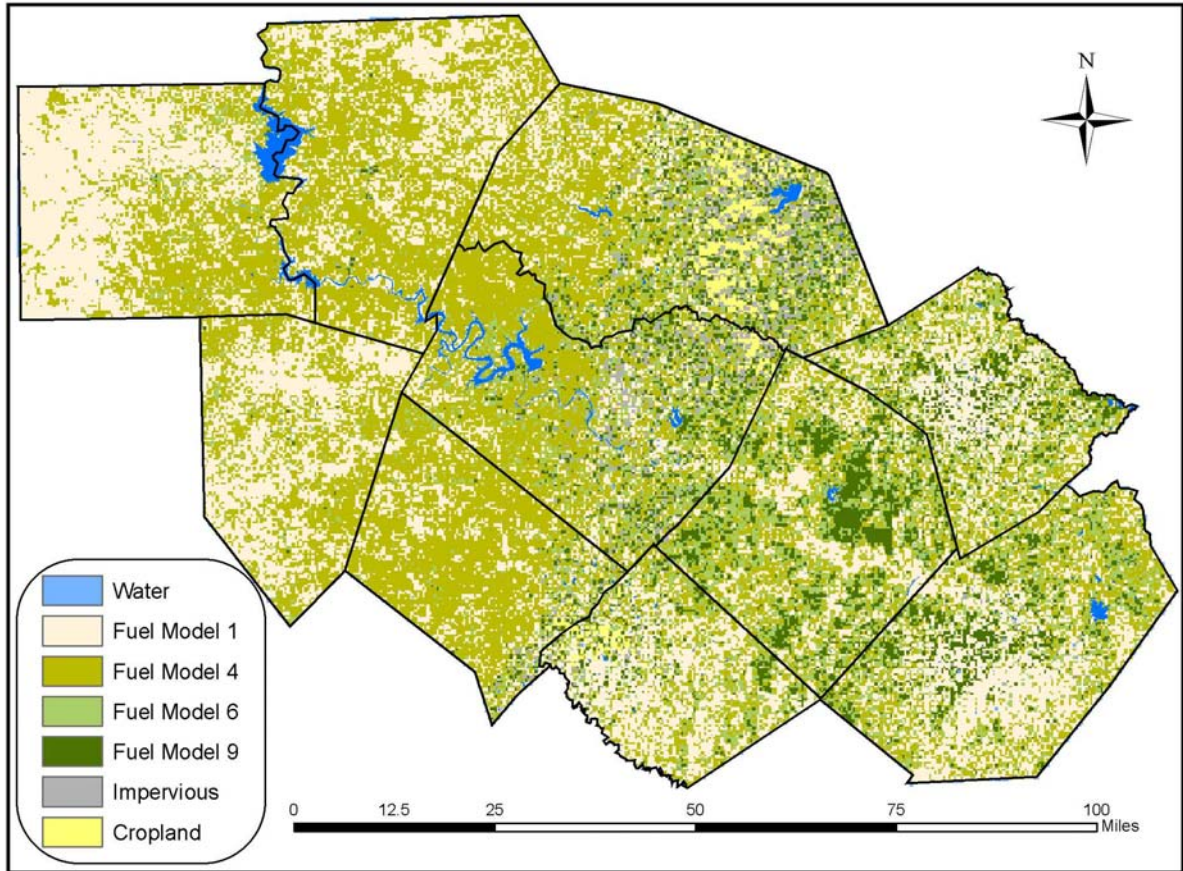 N
Water
Fuel Model 1
Fuel Model 4
Fuel Model 6
Fuel Model 9
Impervious
Cropland
0 12.5 25 50 75 100
Miles